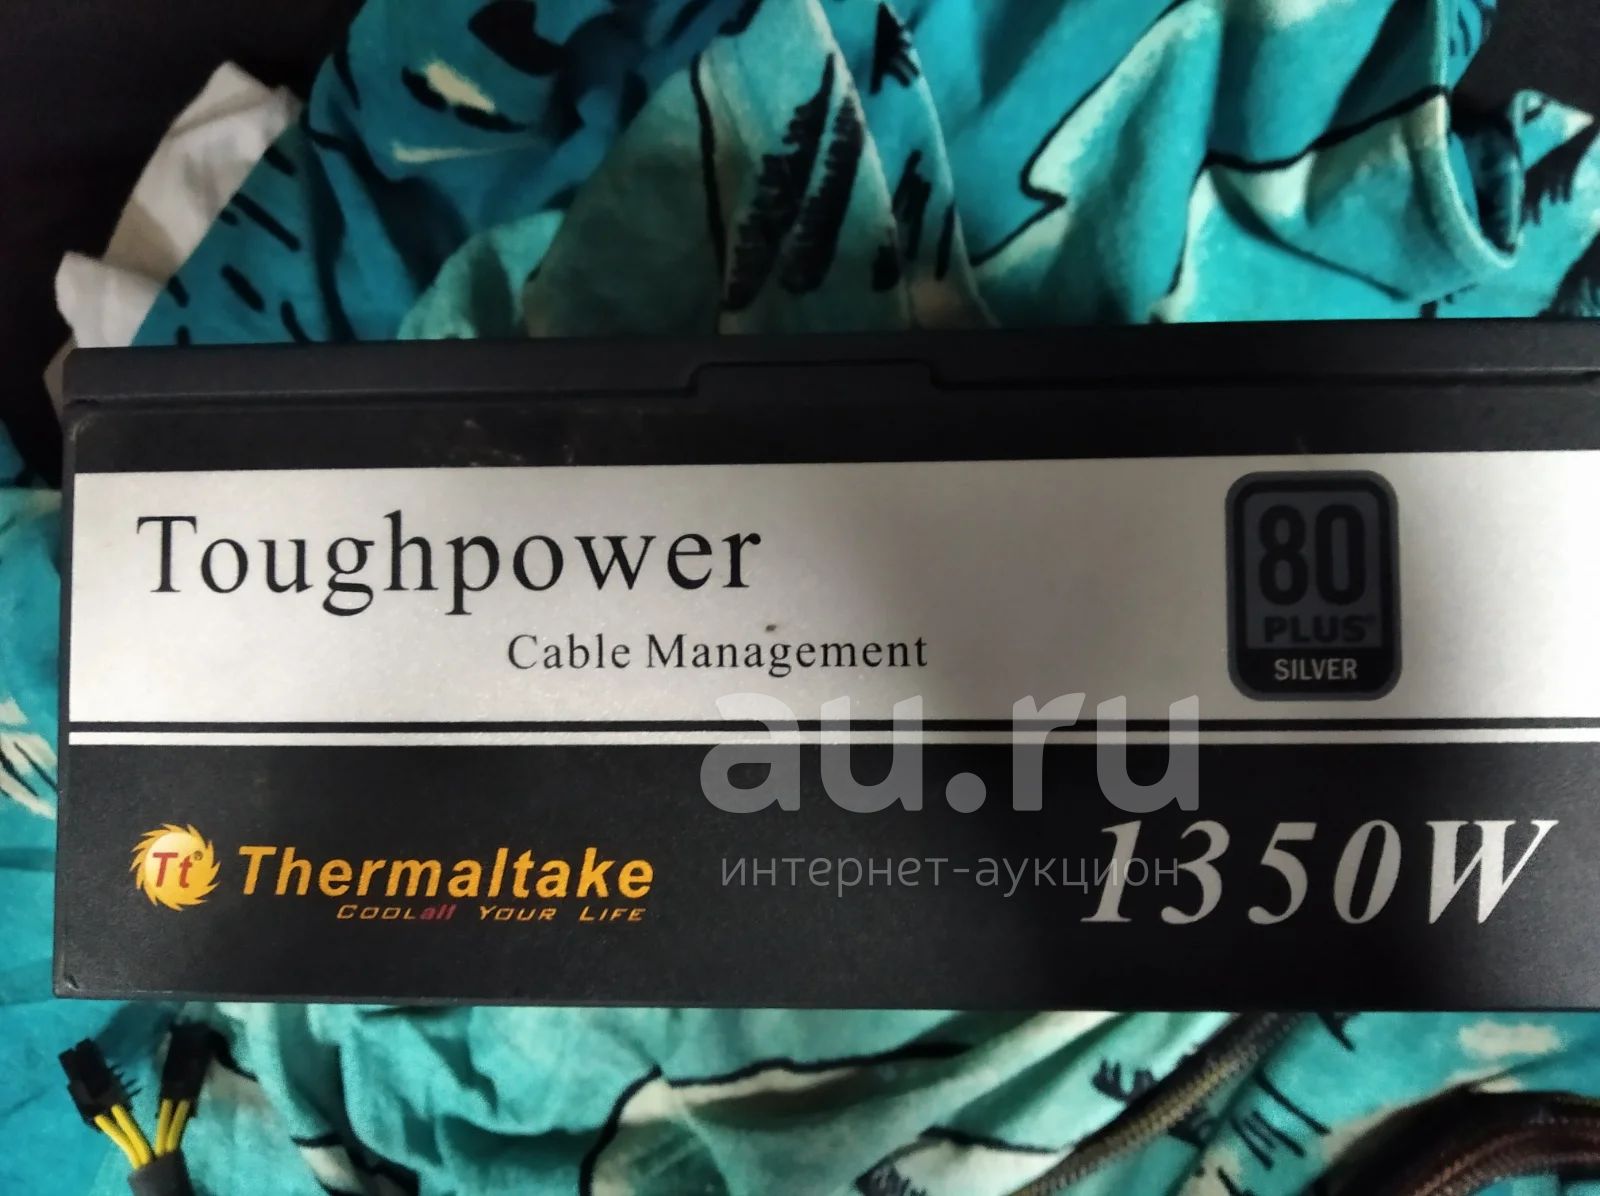 Toughpower
Cable Management
80
PLUS®
SILVER
au.ru
интернет-аукцион
Tt® Thermaltake
COOLall YOUR LIFE
1350W